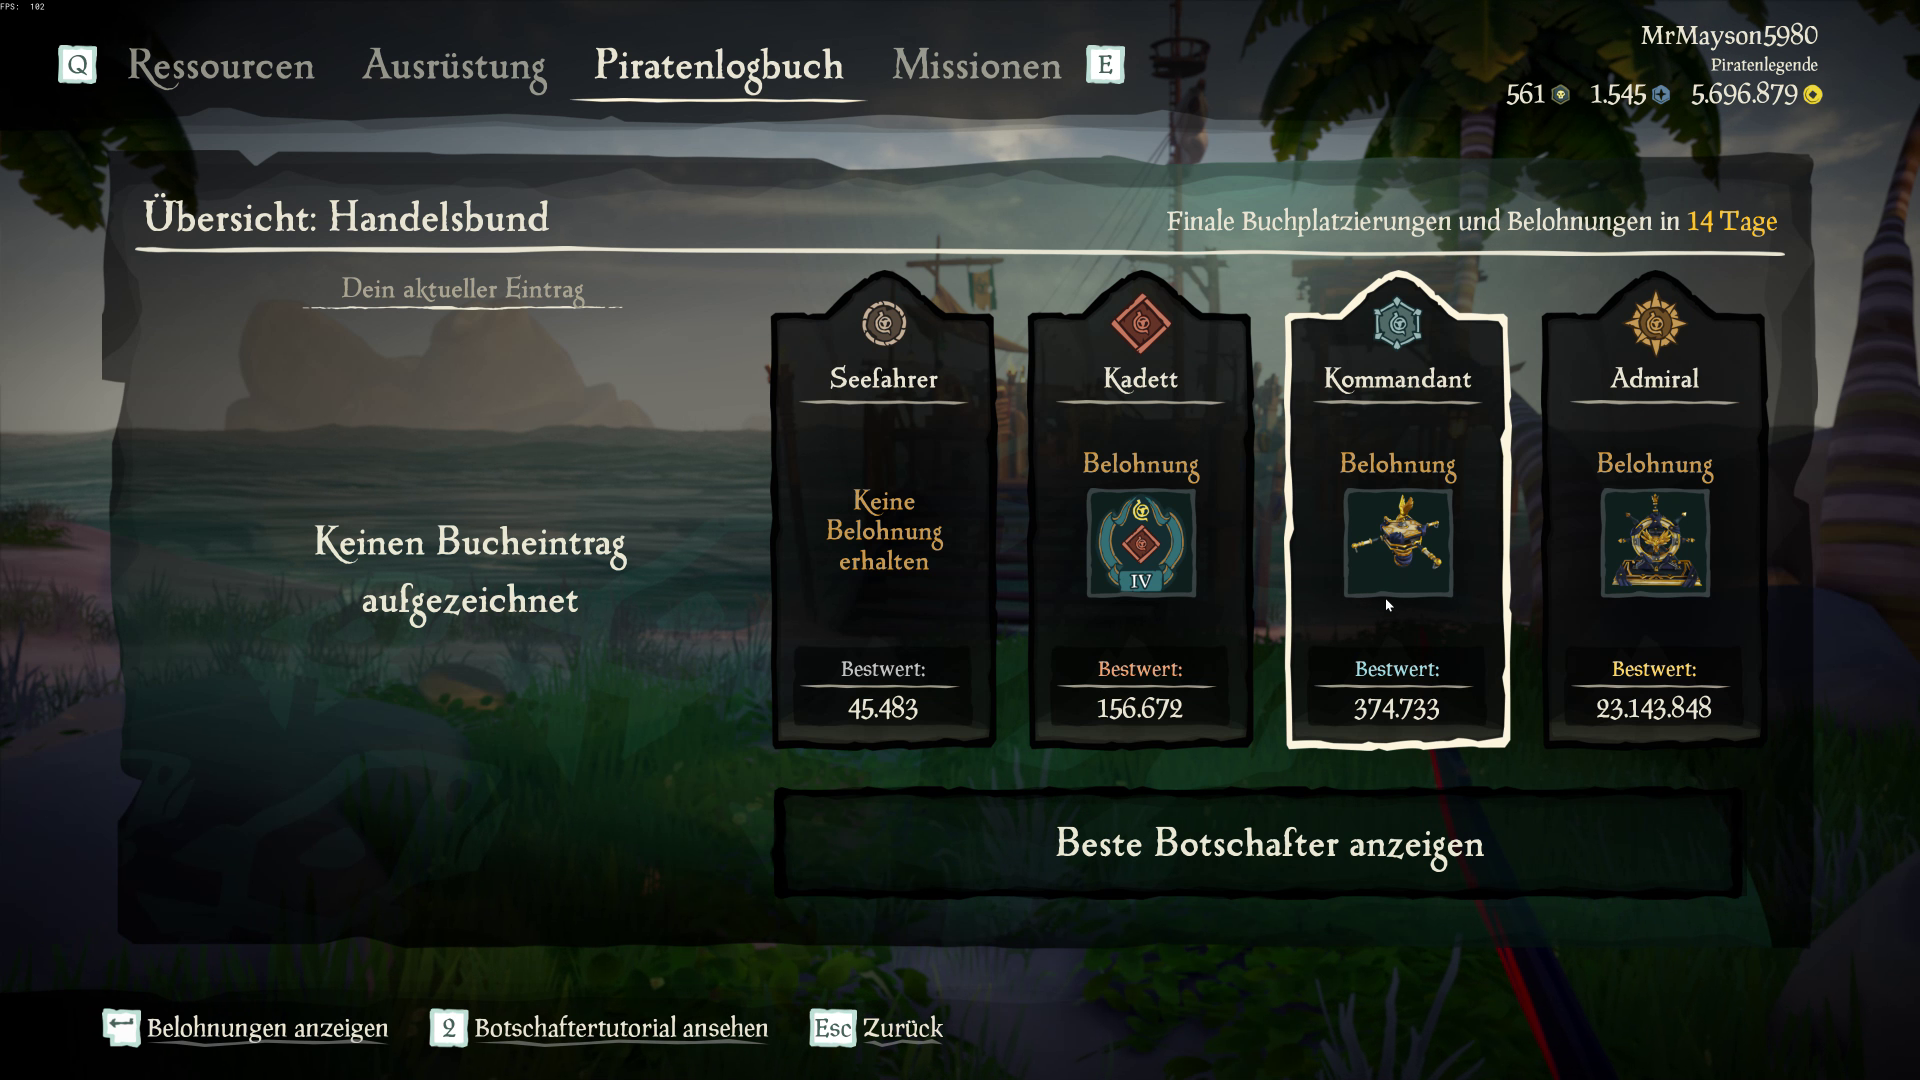 FPS: 102
Q Ressourcen Ausrüstung Piratenlogbuch Missionen E
MrMayson5980
Piratenlegende
561 1.545 5.696.879
Übersicht: Handelsbund
Finale Buchplatzierungen und Belohnungen in 14 Tage
Dein aktueller Eintrag
Keinen Bucheintrag
aufgezeichnet
Seefahrer
Keine
Belohnung
erhalten
Bestwert:
45.483
Kadett
Belohnung
IV
Bestwert:
156.672
Kommandant
Belohnung
Bestwert:
374.733
Admiral
Belohnung
Bestwert:
23.143.848
Beste Botschafter anzeigen
Belohnungen anzeigen 2 Botschaftertutorial ansehen Esc Zurück